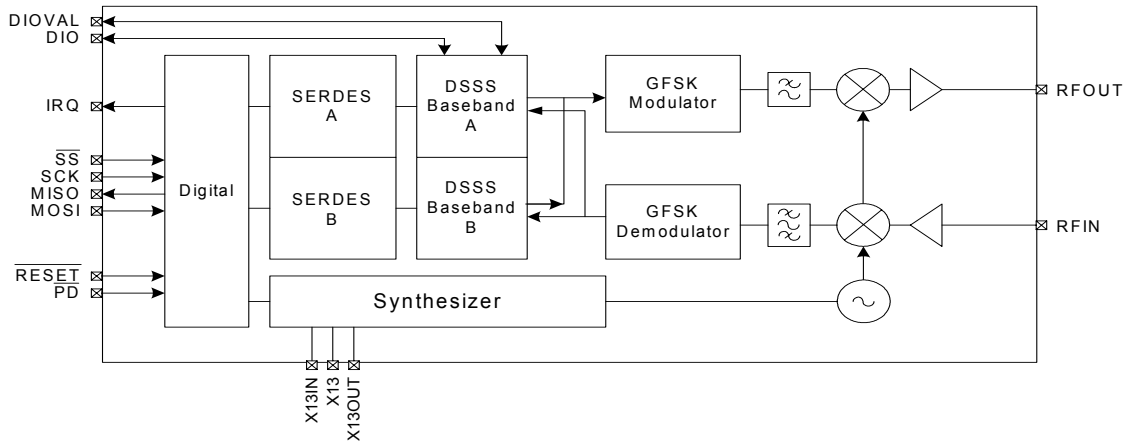 DIOVAL
DIO
IRQ
SS
SCK
MISO
MOSI
RESET
PD
Digital
SERDES
A
SERDES
B
DSSS
Baseband
A
DSSS
Baseband
B
GFSK
Modulator
GFSK
Demodulator
Synthesizer
RFOUT
RFIN
X13IN
X13
X13OUT